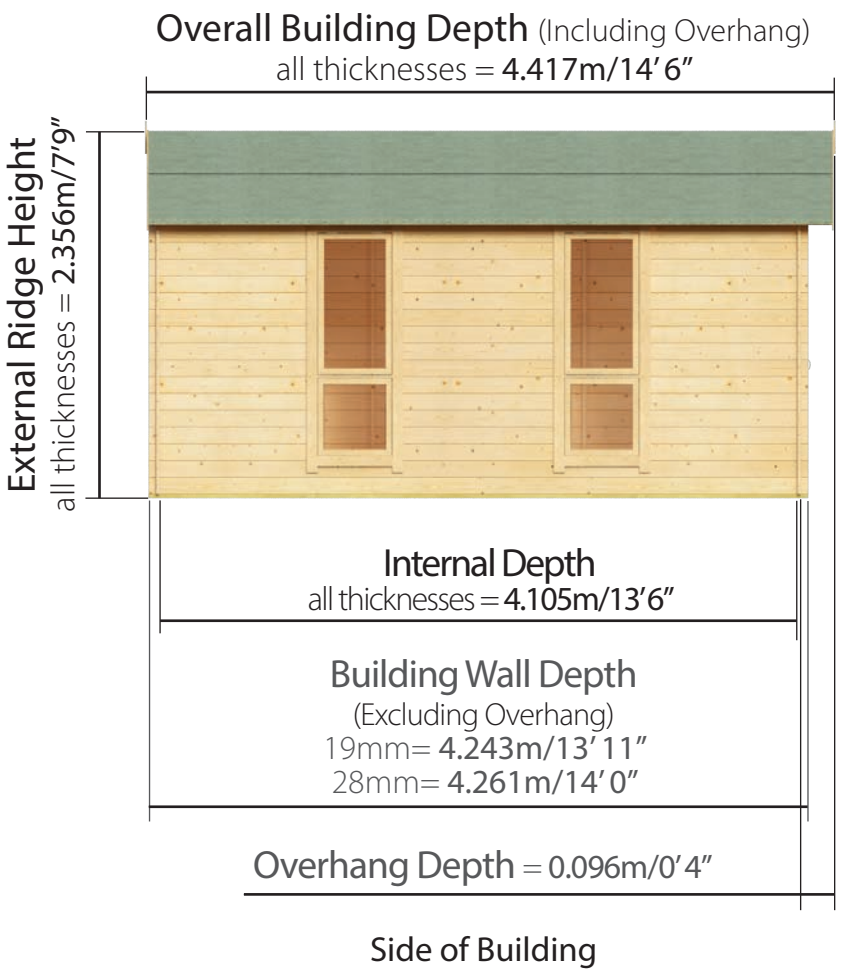 Overall Building Depth (Including Overhang)
all thicknesses = 4.417m/14’ 6”
External Ridge Height
all thicknesses = 2.356m/7’9”
Internal Depth
all thicknesses = 4.105m/13’6”
Building Wall Depth
(Excluding Overhang)
19mm= 4.243m/13’ 11”
28mm= 4.261m/14’ 0”
Overhang Depth = 0.096m/0’ 4”
Side of Building